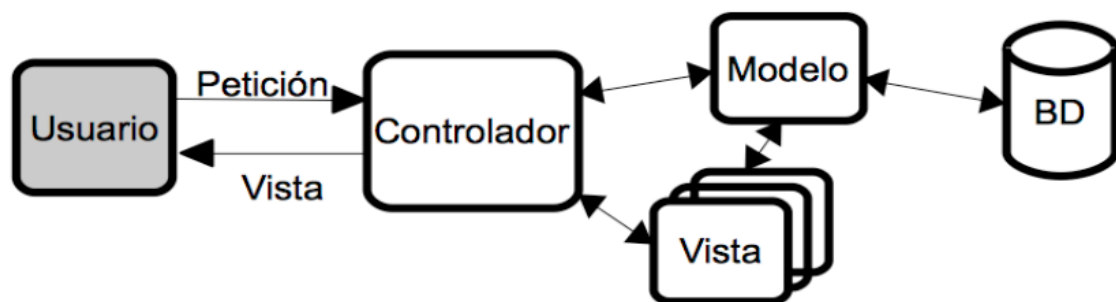 Usuario
Petición
Vista
Controlador
Modelo
Vista
BD